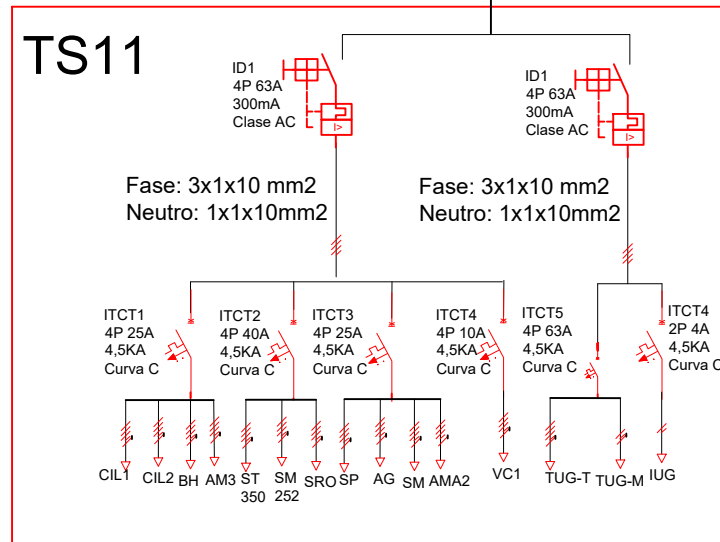 TS11
ID1
4P 63A
300mA
Clase AC
I>
ID1
4P 63A
300mA
Clase AC
I>
Fase: 3x1x10 mm2
Neutro: 1x1x10mm2
Fase: 3x1x10 mm2
Neutro: 1x1x10mm2
ITCT1
4P 25A
4,5KA
Curva C
ITCT2
4P 40A
4,5KA
Curva C
ITCT3
4P 25A
4,5KA
Curva C
ITCT4
4P 10A
4,5KA
Curva C
ITCT5
4P 63A
4,5KA
Curva C
ITCT4
2P 4A
4,5KA
Curva C
CIL1
CIL2
BH
AM3
ST
350
SM
252
SRO
SP
AG
SM
AMA2
VC1
TUG-T
TUG-M
IUG